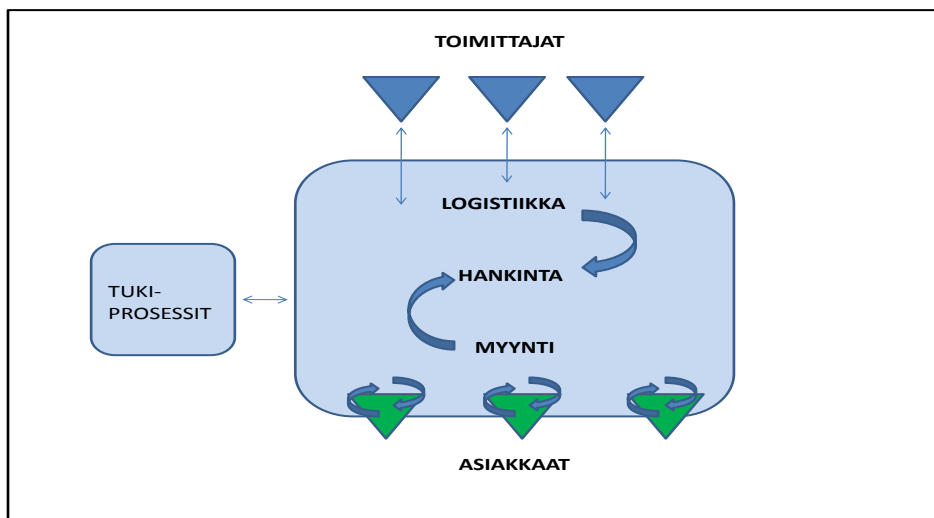 TOIMITTAJAT
LOGISTIIKKA
HANKINTA
TUKI-
PROSESSIT
MYYNTI
ASIAKKAAT